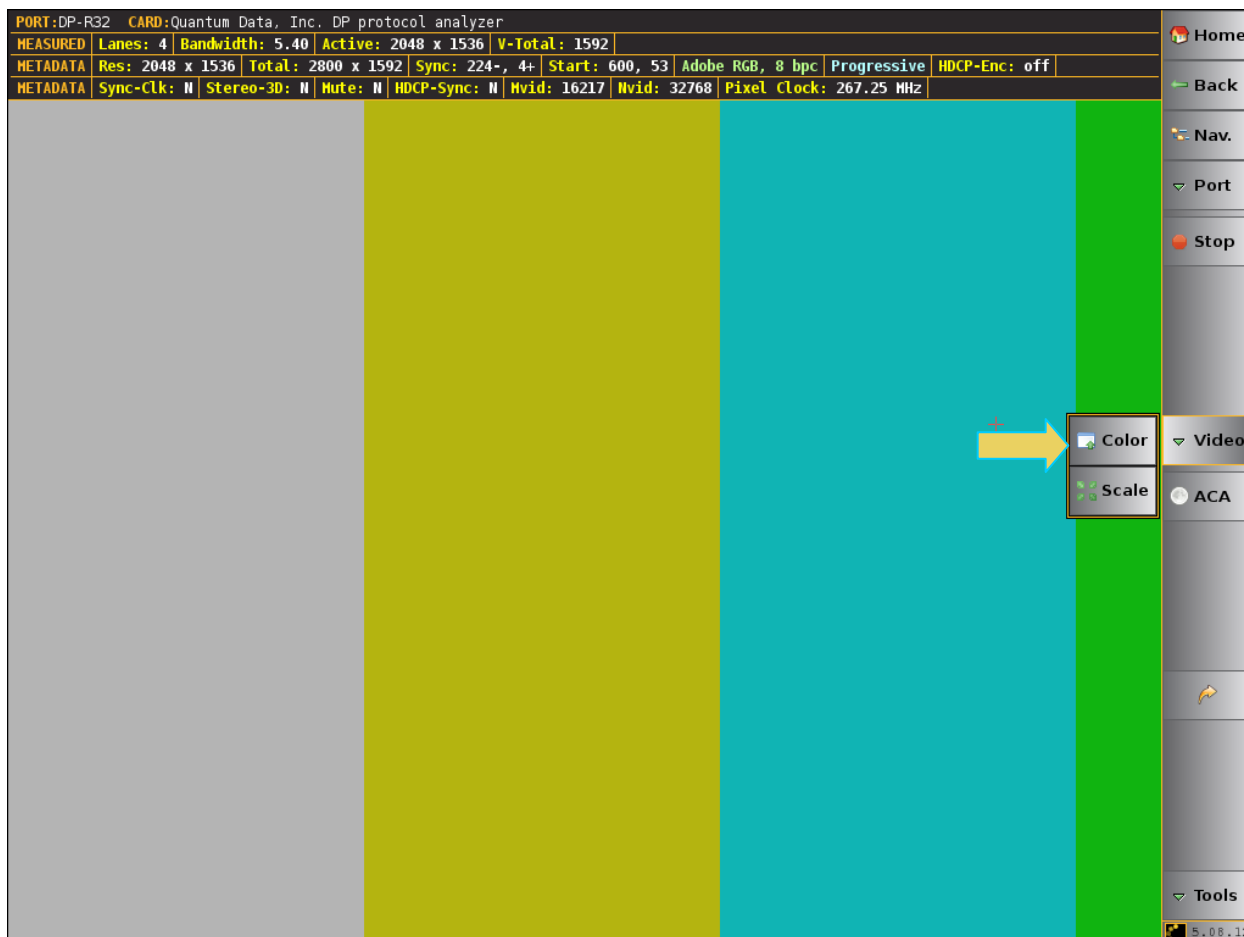 PORT:DP-R32 CARD:Quantum Data, Inc. DP protocol analyzer
MEASURED Lanes: 4 Bandwidth: 5.40 Active: 2048 x 1536 V-Total: 1592
METADATA Res: 2048 x 1536 Total: 2800 x 1592 Sync: 224-, 4+ Start: 600, 53 Adobe RGB, 8 bpc Progressive HDCP-Enc: off
METADATA Sync-Clk: N Stereo-3D: N Mute: N HDCP-Sync: N Mvid: 16217 Nvid: 32768 Pixel Clock: 267.25 MHz
Home
Back
Nav.
Port
Stop
Color
Video
Scale
ACA
Tools